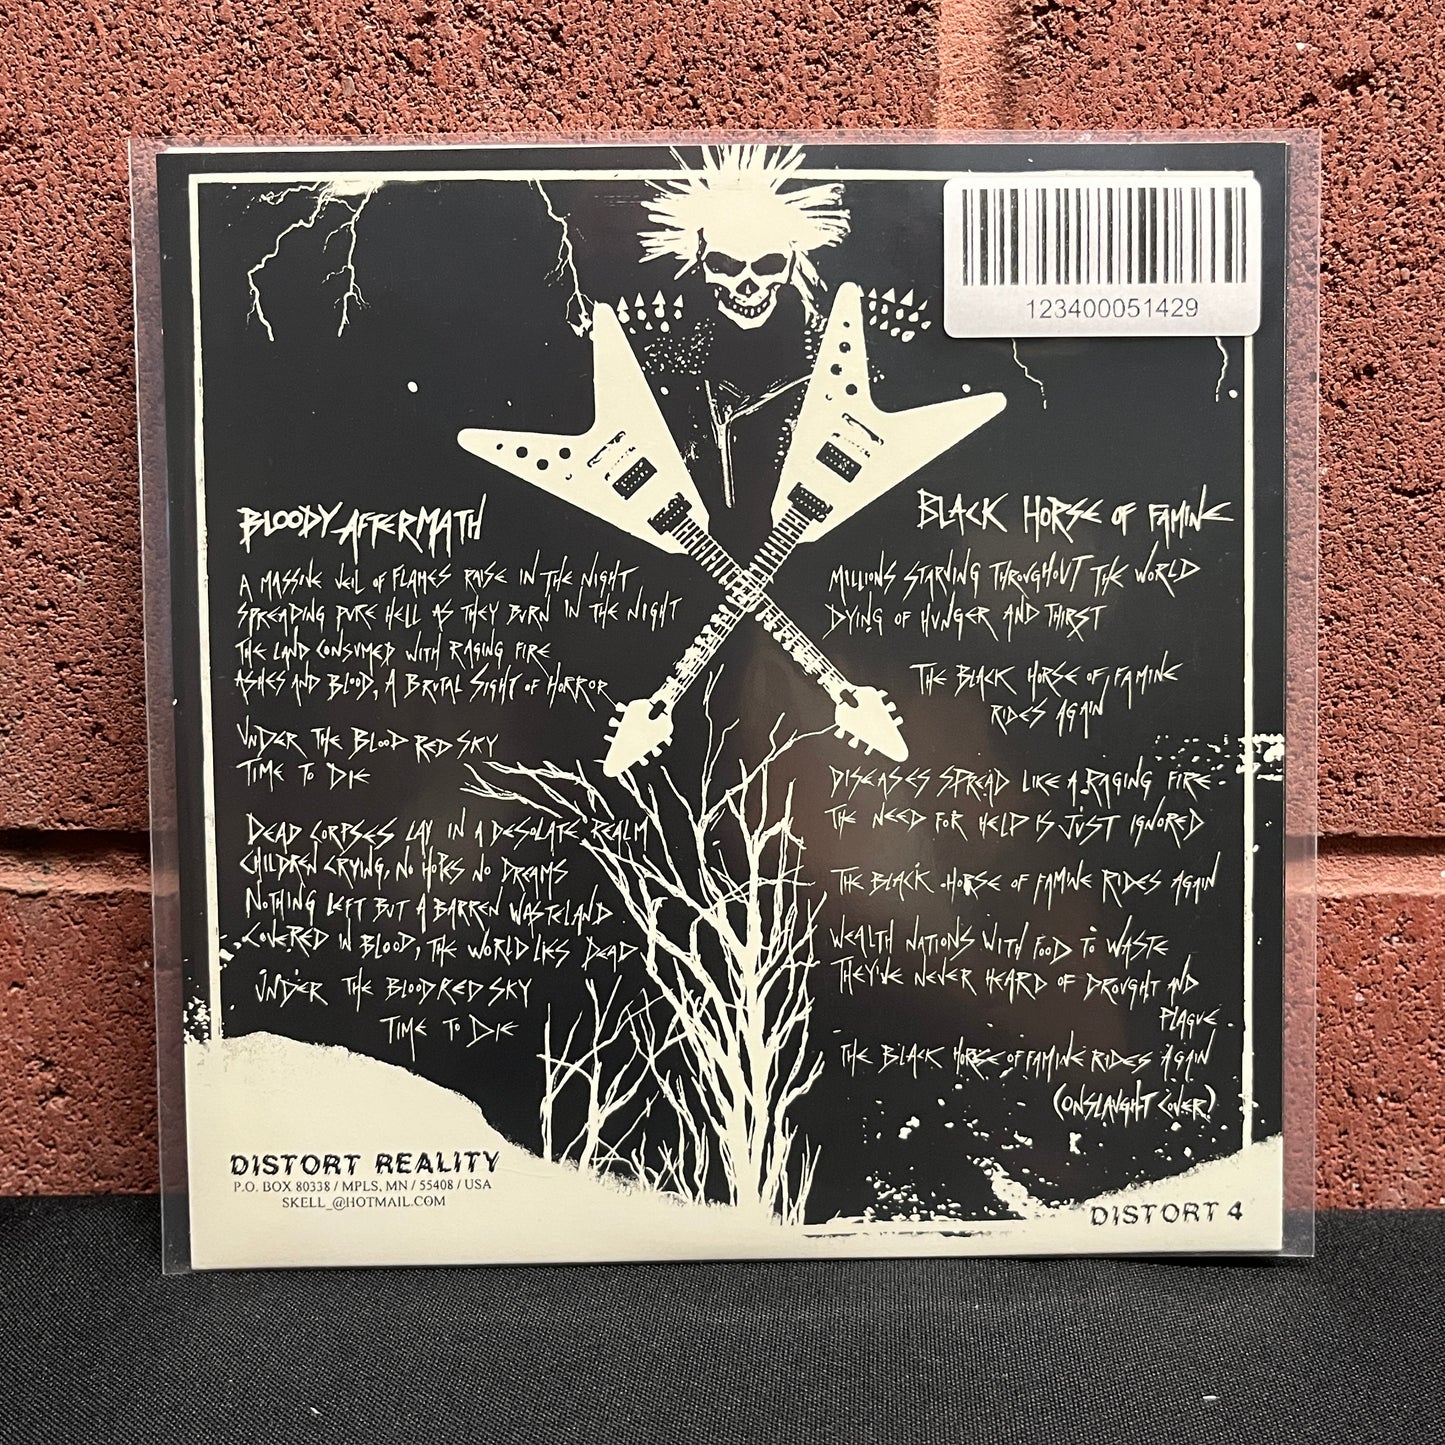 123400051429
BLOODY AFTERMATH
A MASSIVE VEIL OF FLAMES RAISE IN THE NIGHT
SPREADING PURE HELL AS THEY BURN IN THE NIGHT
THE LAND CONSUMED WITH RAGING FIRE
ASHES AND BLOOD, A BRUTAL SIGHT OF HORROR
UNDER THE BLOOD RED SKY
TIME TO DIE
DEAD CORPSES LAY IN A DESOLATE REALM
CHILDREN CRYING, NO HOPES NO DREAMS
NOTHING LEFT BUT A BARREN WASTELAND
COVERED IN BLOOD, THE WORLD LIES DEAD
UNDER THE BLOOD RED SKY
TIME TO DIE
BLACK HORSE OF FAMINE
MILLIONS STARVING THROUGHOUT THE WORLD
DYING OF HUNGER AND THIRST
THE BLACK HORSE OF FAMINE
RIDES AGAIN
DISEASES SPREAD LIKE A RAGING FIRE
THE NEED FOR HELP IS JUST IGNORED
THE BLACK HORSE OF FAMINE RIDES AGAIN
WEALTH NATIONS WITH FOOD TO WASTE
THEY'VE NEVER HEARD OF DROUGHT AND
PLAGUE
THE BLACK HORSE OF FAMINE RIDES AGAIN
(ONSLAUGHT COVER)
DISTORT REALITY
P.O. BOX 80338 / MPLS, MN / 55408 / USA
SKELL_@HOTMAIL.COM
DISTORT 4